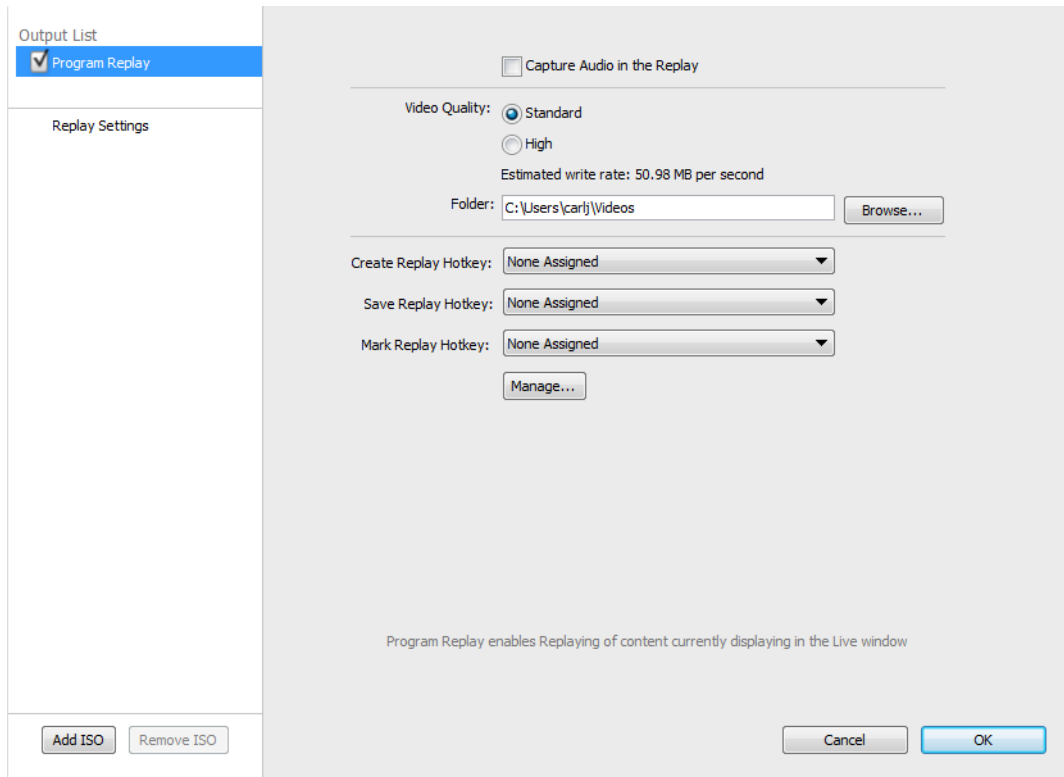 Output List
Program Replay
Replay Settings
Capture Audio in the Replay
Video Quality:
Standard
High
Estimated write rate: 50.98 MB per second
Folder: C:\Users\carlj\Videos Browse...
Create Replay Hotkey: None Assigned
Save Replay Hotkey: None Assigned
Mark Replay Hotkey: None Assigned
Manage...
Program Replay enables Replaying of content currently displaying in the Live window
Add ISO Remove ISO Cancel OK